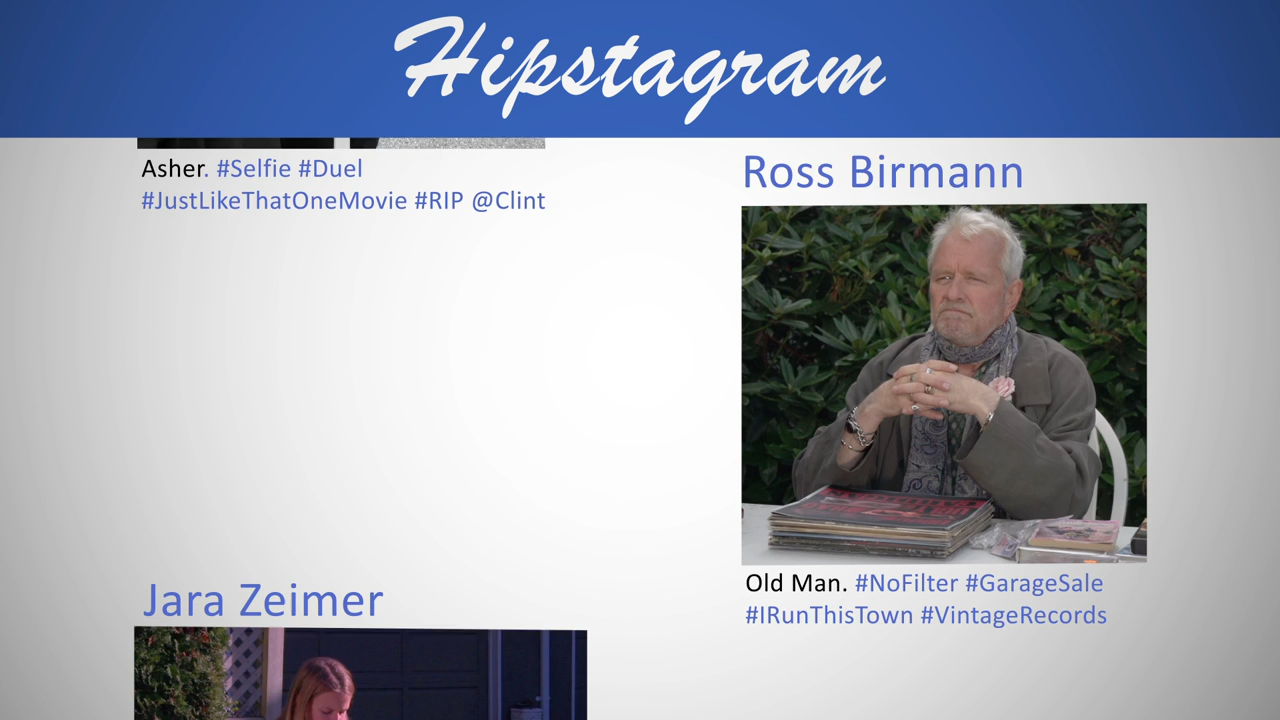 Hipstagram
Asher. #Selfie #Duel
#JustLikeThatOneMovie #RIP @Clint
Ross Birmann
Old Man. #NoFilter #GarageSale
#IRunThisTown #VintageRecords
Jara Zeimer